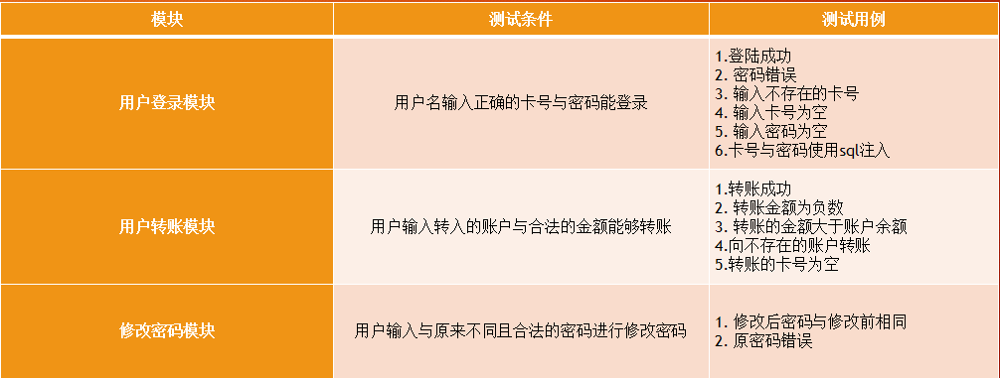 模块
测试条件
测试用例
用户登录模块
用户名输入正确的卡号与密码能登录
1.登陆成功
2. 密码错误
3. 输入不存在的卡号
4. 输入卡号为空
5. 输入密码为空
6.卡号与密码使用sql注入
用户转账模块
用户输入转入的账户与合法的金额能够转账
1.转账成功
2. 转账金额为负数
3. 转账的金额大于账户余额
4.向不存在的账户转账
5.转账的卡号为空
修改密码模块
用户输入与原来不同且合法的密码进行修改密码
1. 修改后密码与修改前相同
2. 原密码错误